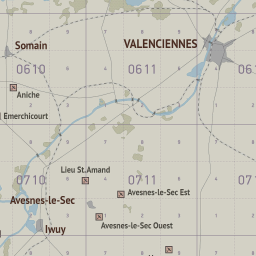 VALENCIENNES
Somain
0610
0611
061
Aniche
Emerchicourt
Lieu St.Amand
0710
0711
071
Avesnes-le-Sec Est
Avesnes-le-Sec
Avesnes-le-Sec Ouest
Iwuy